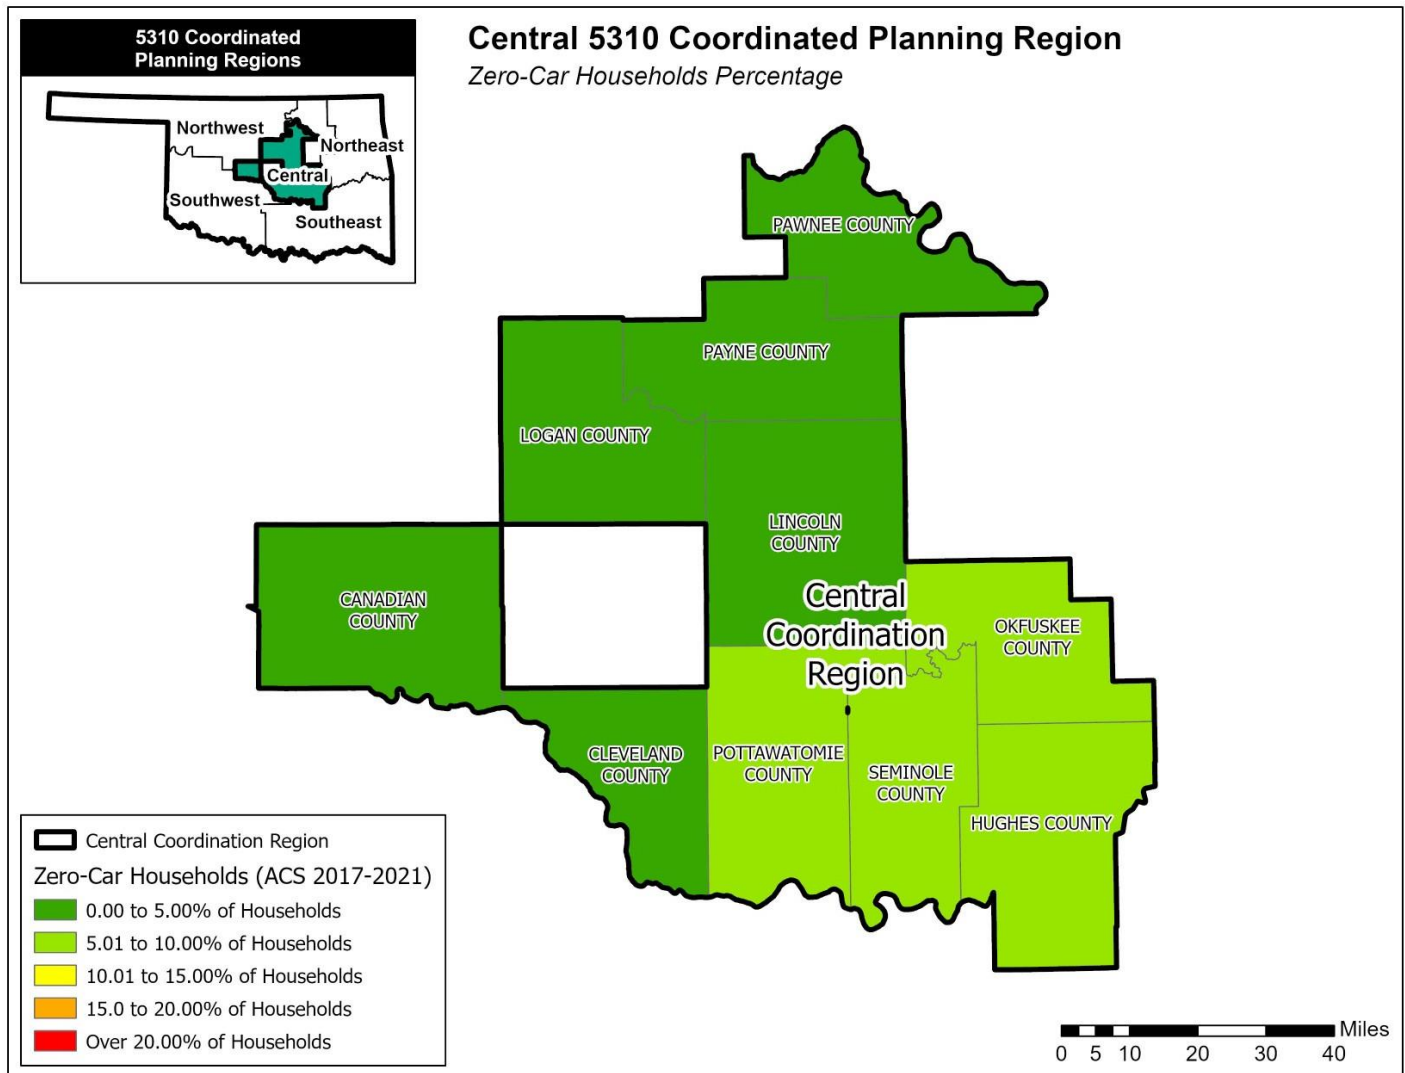 5310 Coordinated
Planning Regions
Northwest
Northeast
Central
Southwest
Southeast
Central 5310 Coordinated Planning Region
Zero-Car Households Percentage
PAWNEE COUNTY
PAYNE COUNTY
LOGAN COUNTY
LINCOLN
COUNTY
CANADIAN
COUNTY
Central
Coordination
Region
OKFUSKEE
COUNTY
CLEVELAND
COUNTY
POTTAWATOMIE
COUNTY
SEMINOLE
COUNTY
HUGHES COUNTY
Central Coordination Region
Zero-Car Households (ACS 2017-2021)
0.00 to 5.00% of Households
5.01 to 10.00% of Households
10.01 to 15.00% of Households
15.0 to 20.00% of Households
Over 20.00% of Households
Miles
0 5 10 20 30 40